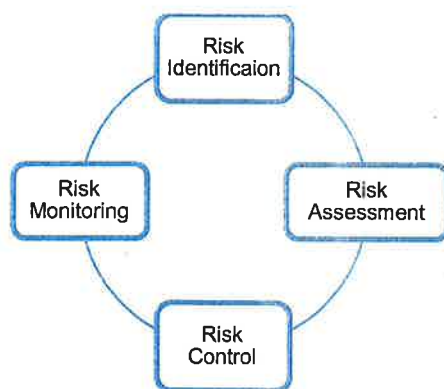 Risk
Identificaion
Risk
Assessment
Risk
Control
Risk
Monitoring